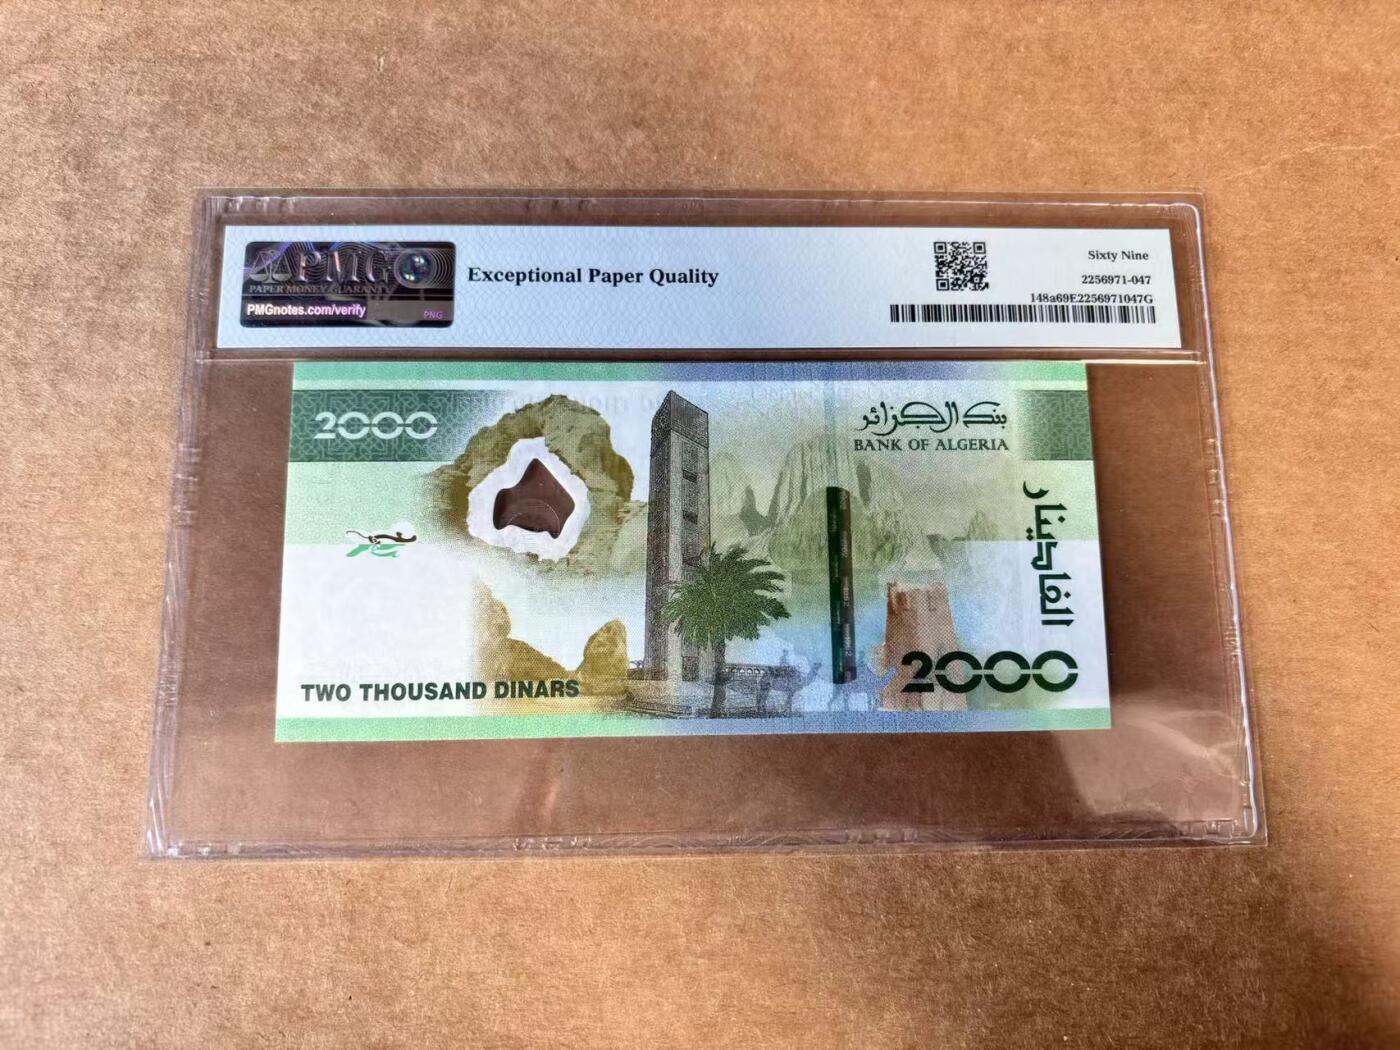 PMG
PAPER MONEY GUARANTY
PMGnotes.com/verify
PNG
Exceptional Paper Quality
Sixty Nine
2256971-047
148a69E2256971047G
2000
بنك الجزائر
BANK OF ALGERIA
ألفا دينار
TWO THOUSAND DINARS
2000